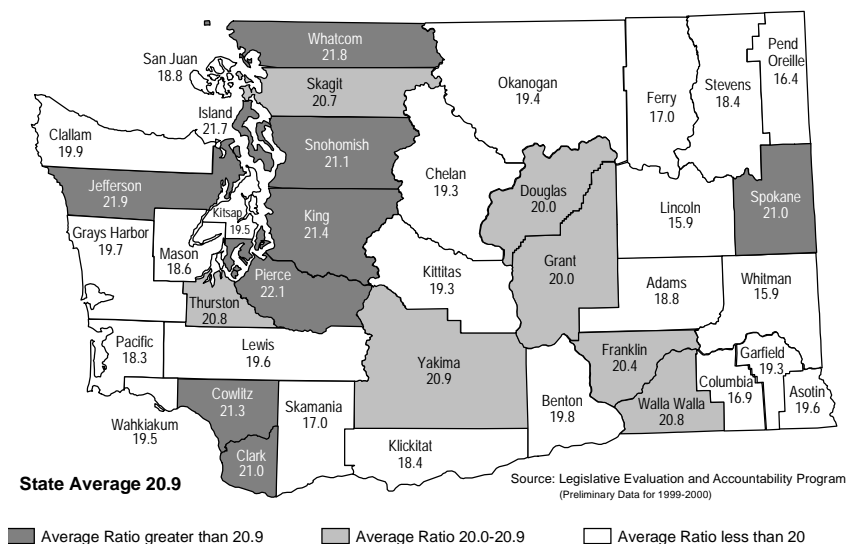 Whatcom
21.8
San Juan
18.8
Skagit
20.7
Island
21.7
Okanogan
19.4
Ferry
17.0
Stevens
18.4
Pend
Oreille
16.4
Clallam
19.9
Snohomish
21.1
Chelan
19.3
Douglas
20.0
Jefferson
21.9
Kitsap
19.5
King
21.4
Lincoln
15.9
Spokane
21.0
Grays Harbor
19.7
Mason
18.6
Pierce
22.1
Kittitas
19.3
Grant
20.0
Adams
18.8
Whitman
15.9
Thurston
20.8
Pacific
18.3
Lewis
19.6
Yakima
20.9
Franklin
20.4
Garfield
19.3
Columbia
16.9
Asotin
19.6
Walla Walla
20.8
Benton
19.8
Cowlitz
21.3
Skamania
17.0
Wahkiakum
19.5
Klickitat
18.4
Clark
21.0
State Average 20.9
Source: Legislative Evaluation and Accountability Program
(Preliminary Data for 1999-2000)
Average Ratio greater than 20.9
Average Ratio 20.0-20.9
Average Ratio less than 20